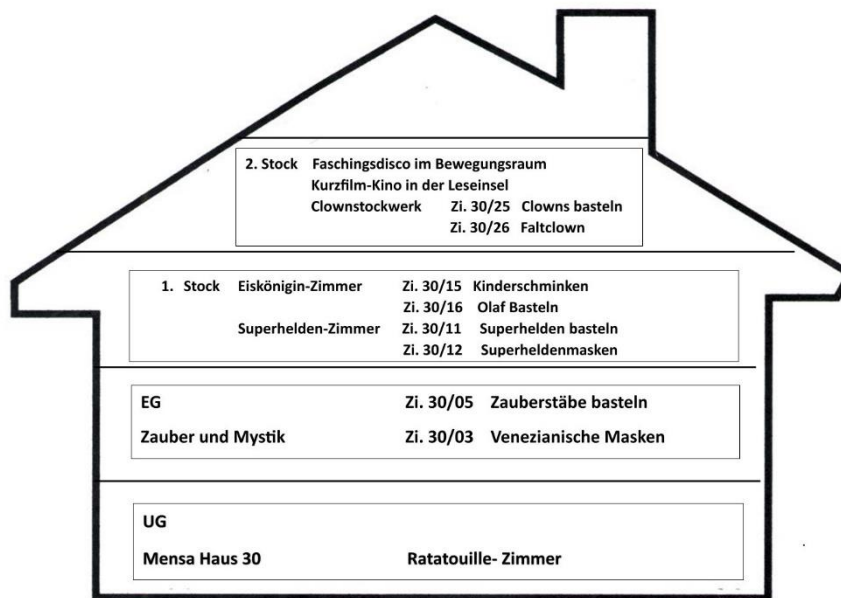 2. Stock Faschingsdisco im Bewegungsraum
Kurzfilm-Kino in der Leseinsel
Clownstockwerk Zi. 30/25 Clowns basteln
Zi. 30/26 Faltclown
1. Stock Eiskönigin-Zimmer Zi. 30/15 Kinderschminken
Zi. 30/16 Olaf Basteln
Superhelden-Zimmer Zi. 30/11 Superhelden basteln
Zi. 30/12 Superheldenmasken
EG Zi. 30/05 Zauberstäbe basteln
Zauber und Mystik Zi. 30/03 Venezianische Masken
UG
Mensa Haus 30 Ratatouille- Zimmer